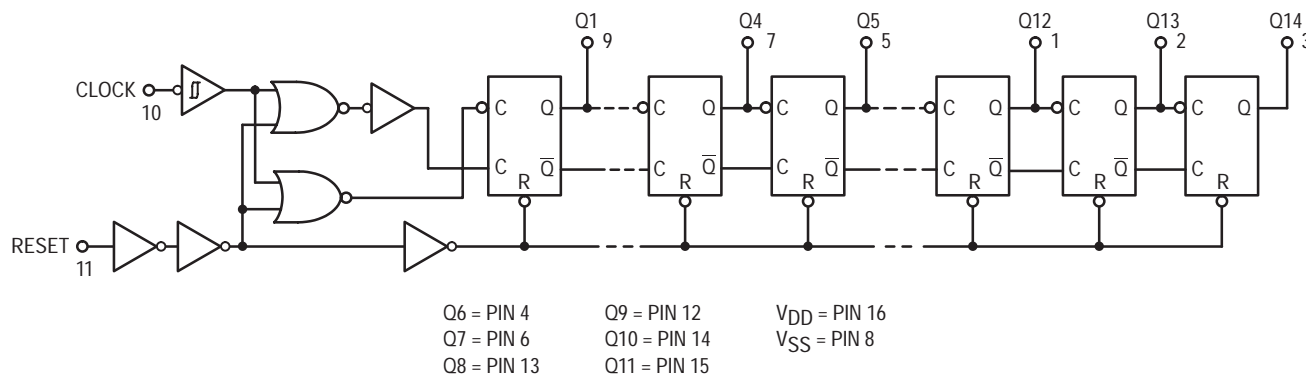 Q1 Q4 Q5 Q12 Q13 Q14
9 7 5 1 2 3
CLOCK
10
C Q C Q C Q C Q C Q Q
C Q̅ C Q̅ C Q̅ C Q̅ C Q̅ C
R R R R R R
RESET
11
Q6 = PIN 4 Q9 = PIN 12 VDD = PIN 16
Q7 = PIN 6 Q10 = PIN 14 VSS = PIN 8
Q8 = PIN 13 Q11 = PIN 15